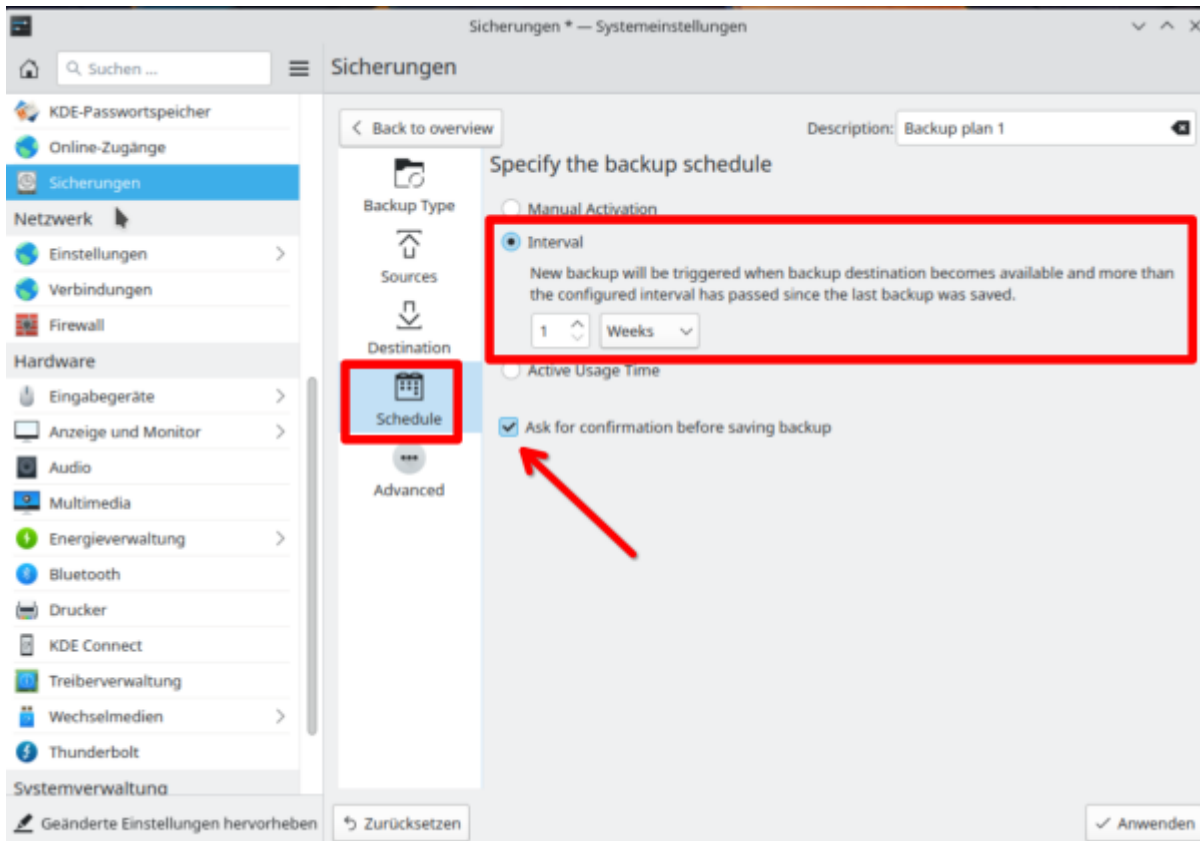 Sicherungen * — Systemeinstellungen
Suchen ...
Sicherungen
KDE-Passwortspeicher
Online-Zugänge
Sicherungen
Netzwerk
Einstellungen
Verbindungen
Firewall
Hardware
Eingabegeräte
Anzeige und Monitor
Audio
Multimedia
Energieverwaltung
Bluetooth
Drucker
KDE Connect
Treiberverwaltung
Wechselmedien
Thunderbolt
Systemverwaltung
Geänderte Einstellungen hervorheben
Back to overview
Description: Backup plan 1
Backup Type
Sources
Destination
Schedule
Advanced
Specify the backup schedule
Manual Activation
Interval
New backup will be triggered when backup destination becomes available and more than
the configured interval has passed since the last backup was saved.
1 Weeks
Active Usage Time
Ask for confirmation before saving backup
Zurücksetzen
Anwenden